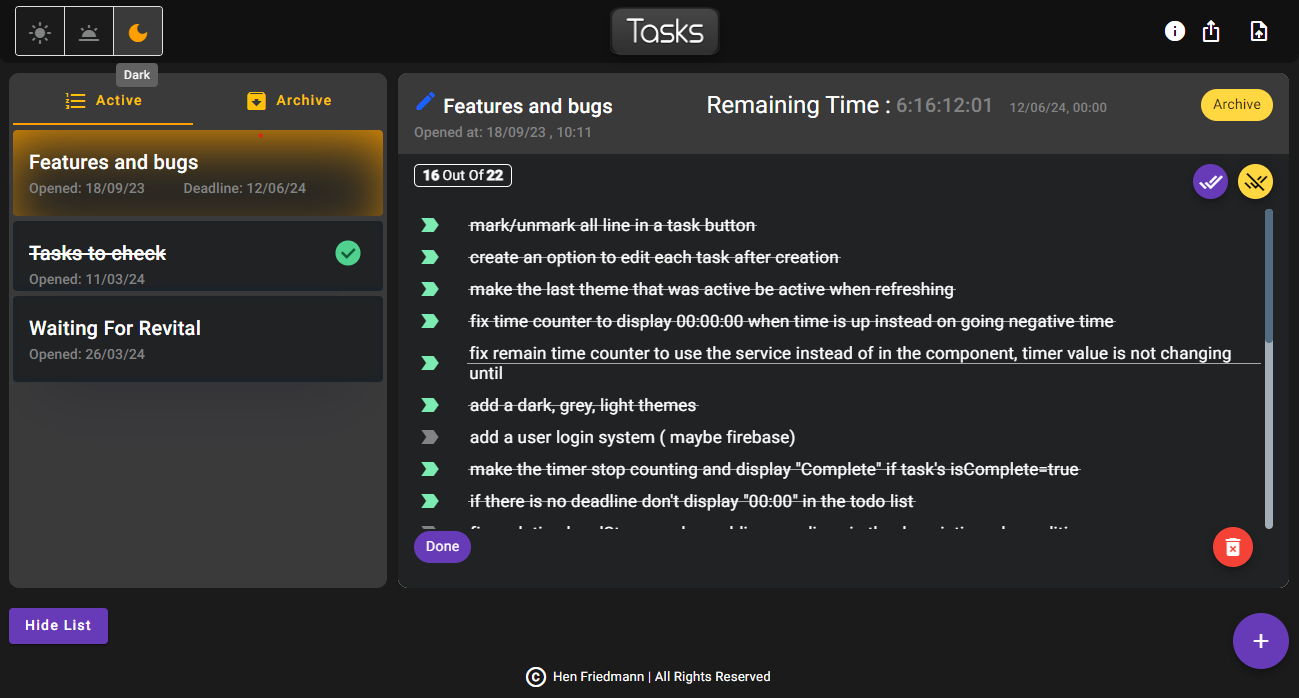 Tasks
Dark
Active
Archive
Features and bugs
Opened: 18/09/23 Deadline: 12/06/24
Tasks to check
Opened: 11/03/24
Waiting For Revital
Opened: 26/03/24
Hide List
Features and bugs
Opened at: 18/09/23 , 10:11
Remaining Time : 6:16:12:01 12/06/24, 00:00
Archive
16 Out Of 22
mark/unmark all line in a task button
create an option to edit each task after creation
make the last theme that was active be active when refreshing
fix time counter to display 00:00:00 when time is up instead on going negative time
fix remain time counter to use the service instead of in the component, timer value is not changing
until
add a dark, grey, light themes
add a user login system ( maybe firebase)
make the timer stop counting and display "Complete" if task's isComplete=true
if there is no deadline don't display "00:00" in the todo list
Done
+
© Hen Friedmann | All Rights Reserved